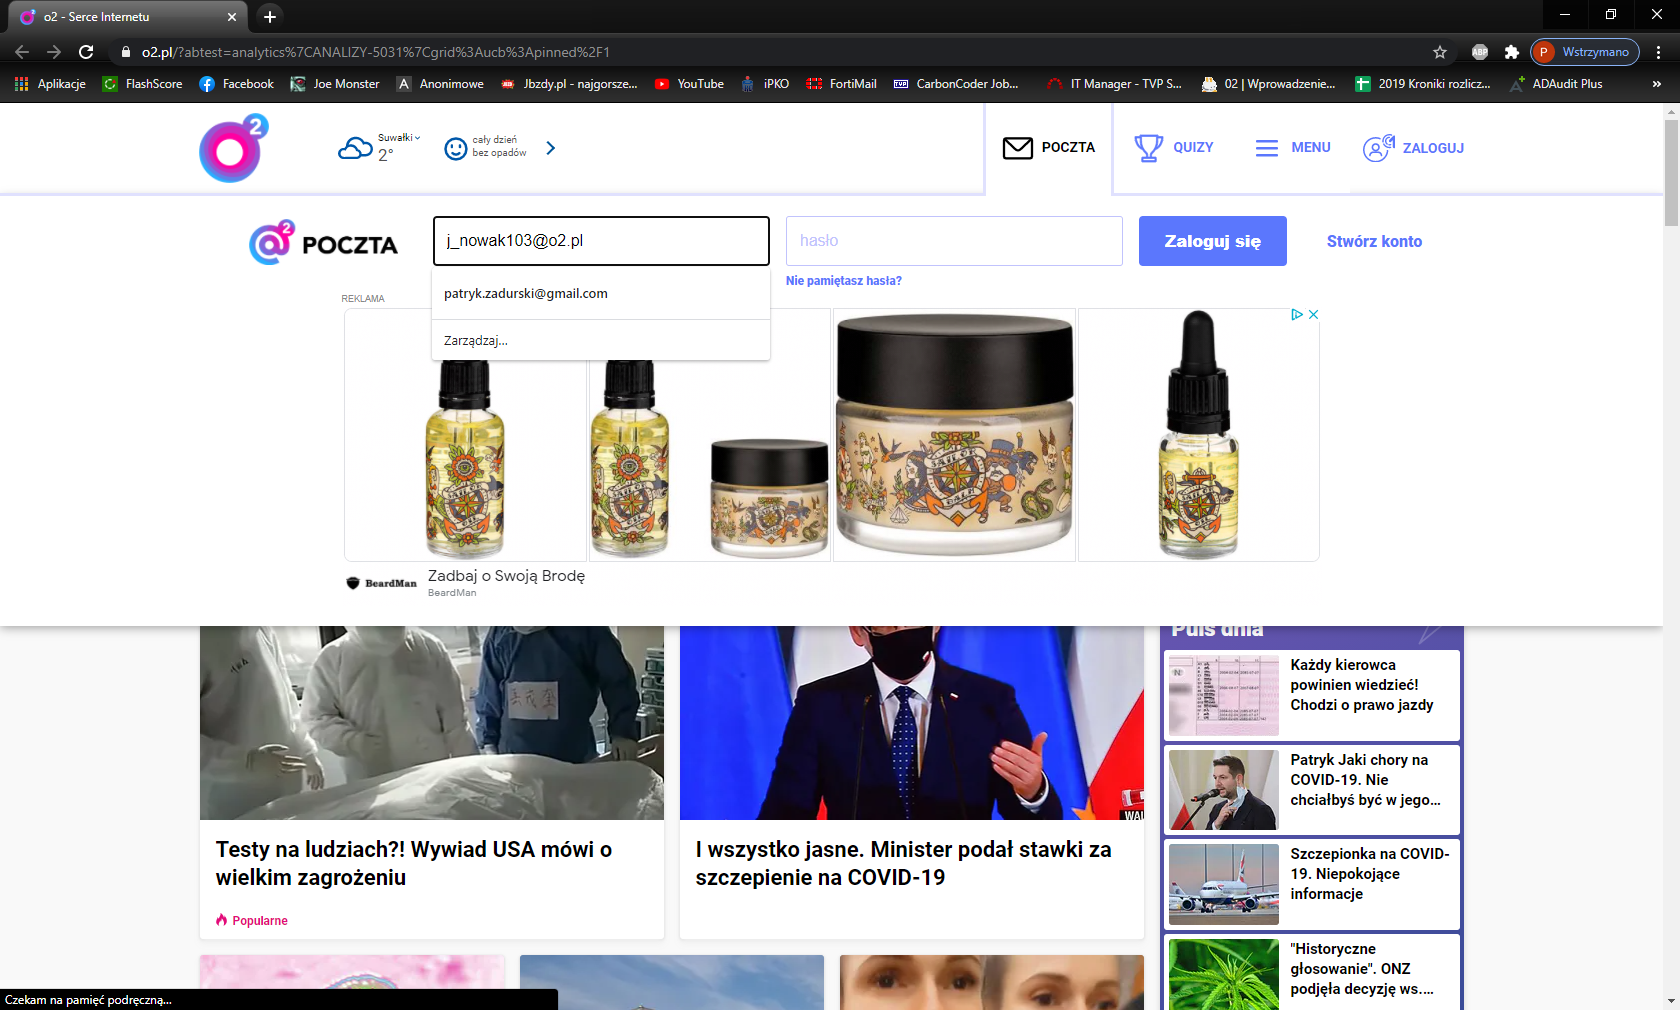 o2 - Serce Internetu
o2.pl/?abtest=analytics%7CANALIZY-5031%7Cgrid%3Aucb%3Apinned%2F1
ABP
P Wstrzymano
Aplikacje FlashScore Facebook Joe Monster A Anonimowe Jbzdy.pl - najgorsze... YouTube iPKO FortiMail CarbonCoder Job... IT Manager - TVP S... 02 | Wprowadzenie... 2019 Kroniki rozlicz... ADAudit Plus »
2
Suwałki
2°
cały dzień
bez opadów
POCZTA
QUIZY
MENU
ZALOGUJ
@2 POCZTA
j_nowak103@o2.pl
hasło
Zaloguj się
Stwórz konto
Nie pamiętasz hasła?
patryk.zadurski@gmail.com
Zarządzaj...
REKLAMA
BeardMan
Zadbaj o Swoją Brodę
BeardMan
Puls dnia
Każdy kierowca
powinien wiedzieć!
Chodzi o prawo jazdy
Patryk Jaki chory na
COVID-19. Nie
chciałbyś być w jego...
Szczepionka na COVID-
19. Niepokojące
informacje
"Historyczne
głosowanie". ONZ
podjęła decyzję ws....
Testy na ludziach?! Wywiad USA mówi o
wielkim zagrożeniu
Popularne
I wszystko jasne. Minister podał stawki za
szczepienie na COVID-19
Czekam na pamięć podręczną...